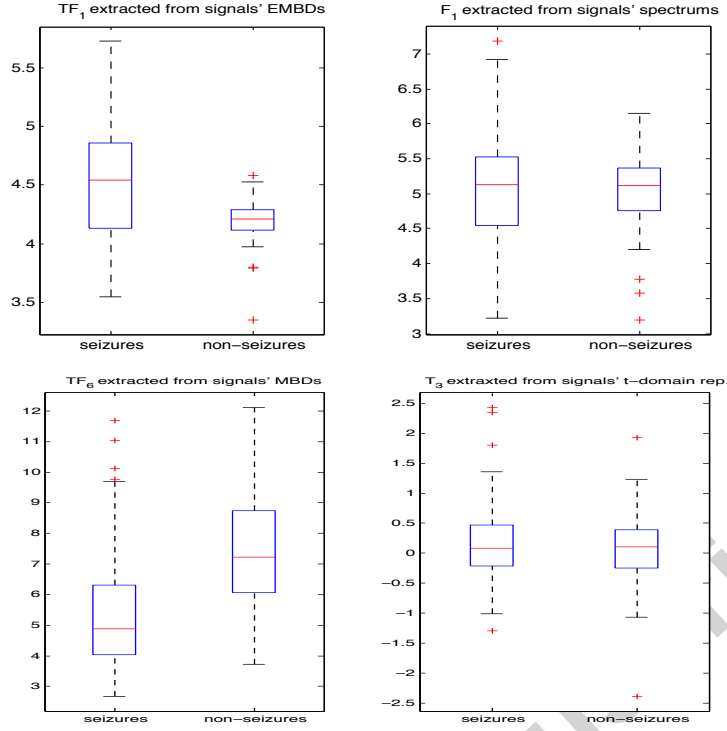 TF1 extracted from signals' EMBDs
5.5
5
4.5
4
3.5
seizures
non−seizures
F1 extracted from signals' spectrums
7
6.5
6
5.5
5
4.5
4
3.5
3
seizures
non−seizures
TF6 extracted from signals' MBDs
12
11
10
9
8
7
6
5
4
3
seizures
non−seizures
T3 extraxted from signals' t−domain rep.
2.5
2
1.5
1
0.5
0
−0.5
−1
−1.5
−2
−2.5
seizures
non−seizures